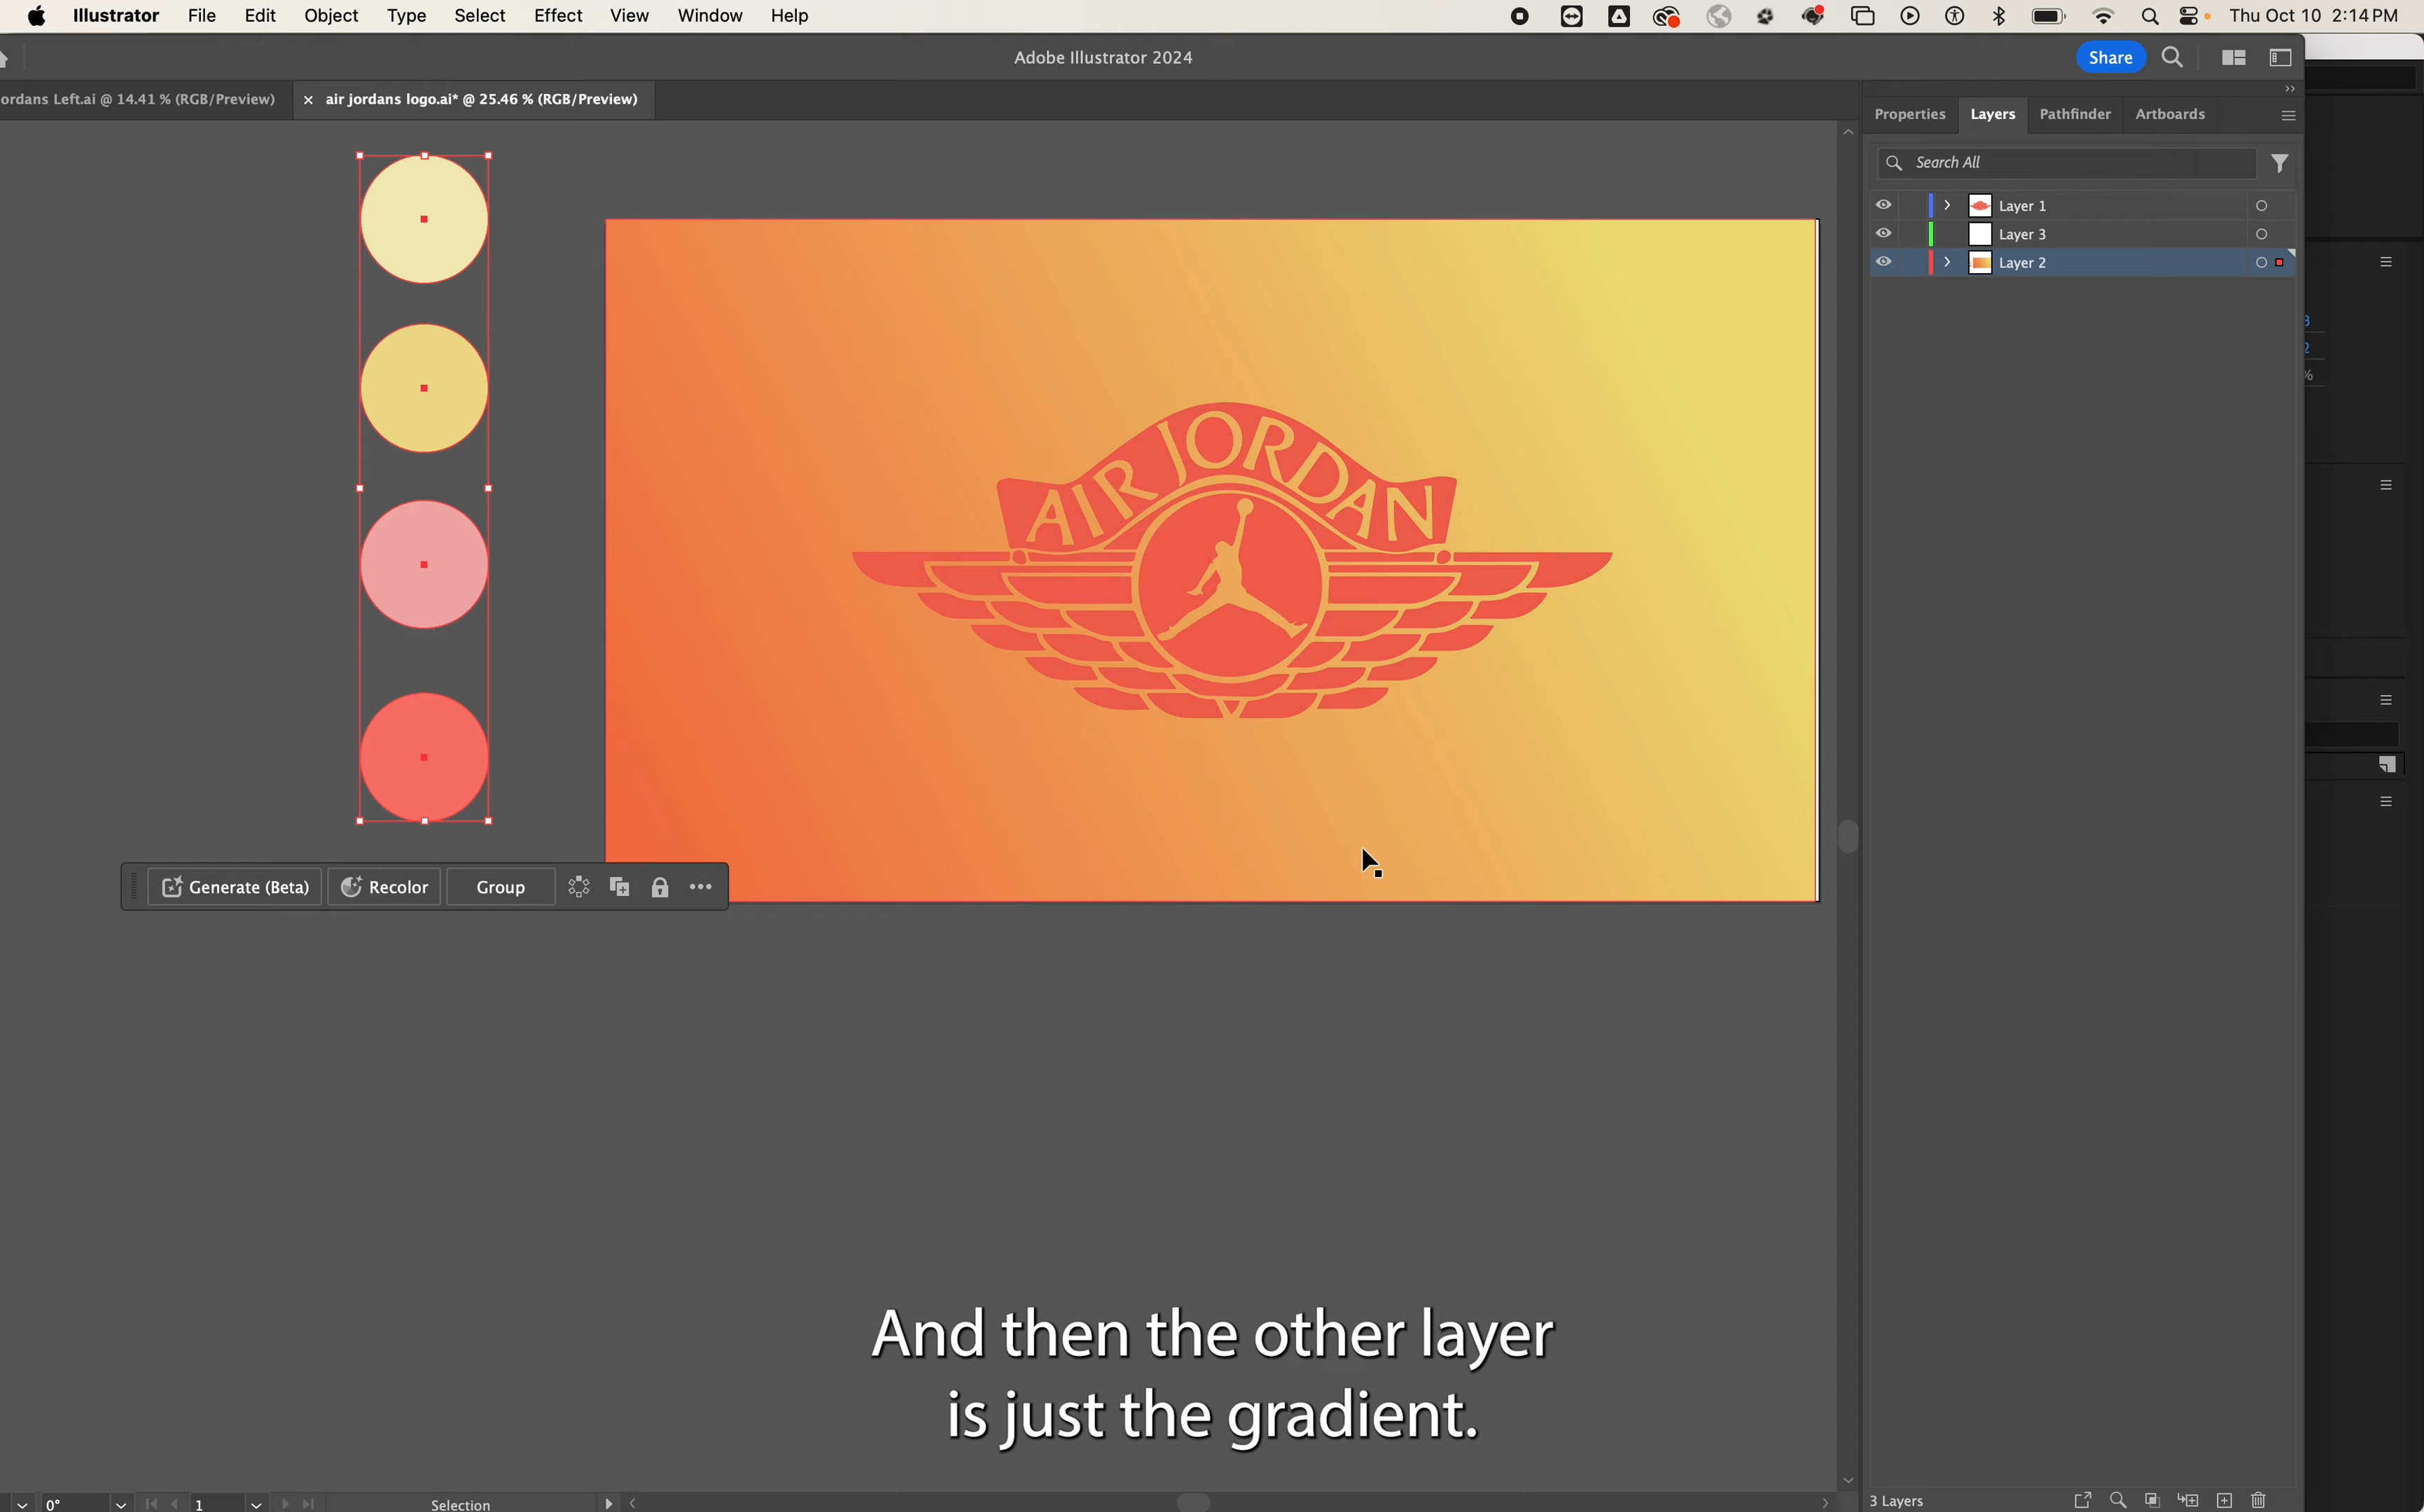 Illustrator File Edit Object Type Select Effect View Window Help
Thu Oct 10 2:14 PM
Adobe Illustrator 2024
Share
ordans Left.ai @ 14.41 % (RGB/Preview)
× air jordans logo.ai* @ 25.46 % (RGB/Preview)
Properties Layers Pathfinder Artboards
Search All
Layer 1
Layer 3
Layer 2
%
AIR JORDAN
Generate (Beta) Recolor Group
And then the other layer
is just the gradient.
0° 1 Selection
3 Layers